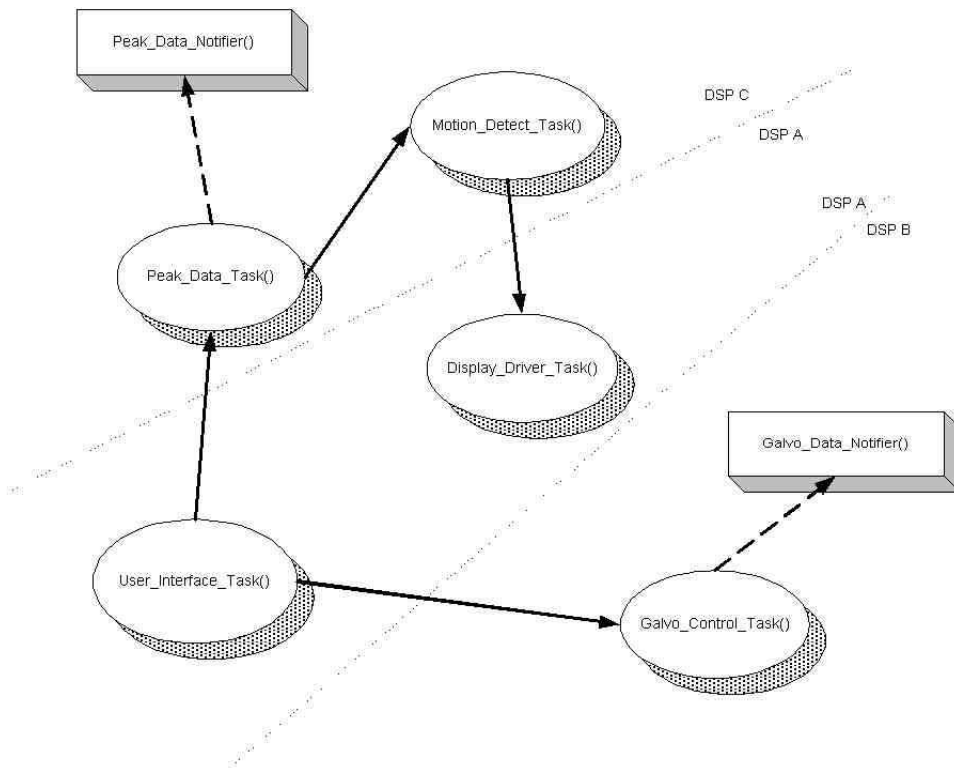 Peak_Data_Notifier()
DSP C
Motion_Detect_Task()
DSP A
DSP A
DSP B
Peak_Data_Task()
Display_Driver_Task()
Galvo_Data_Notifier()
User_Interface_Task()
Galvo_Control_Task()